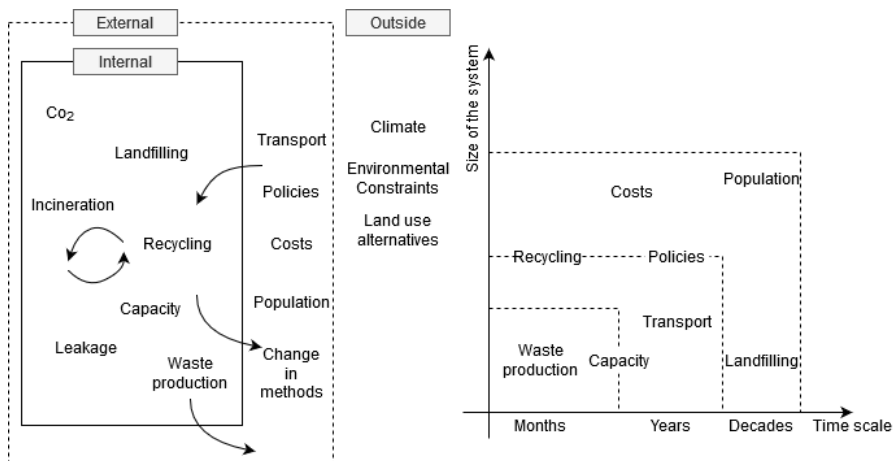 External
Outside
Internal
Co2
Landfilling
Incineration
Recycling
Capacity
Leakage
Waste
production
Transport
Policies
Costs
Population
Change
in
methods
Climate
Environmental
Constraints
Land use
alternatives
Size of the system
Costs
Population
Recycling
Policies
Transport
Waste
production
Capacity
Landfilling
Months
Years
Decades
Time scale